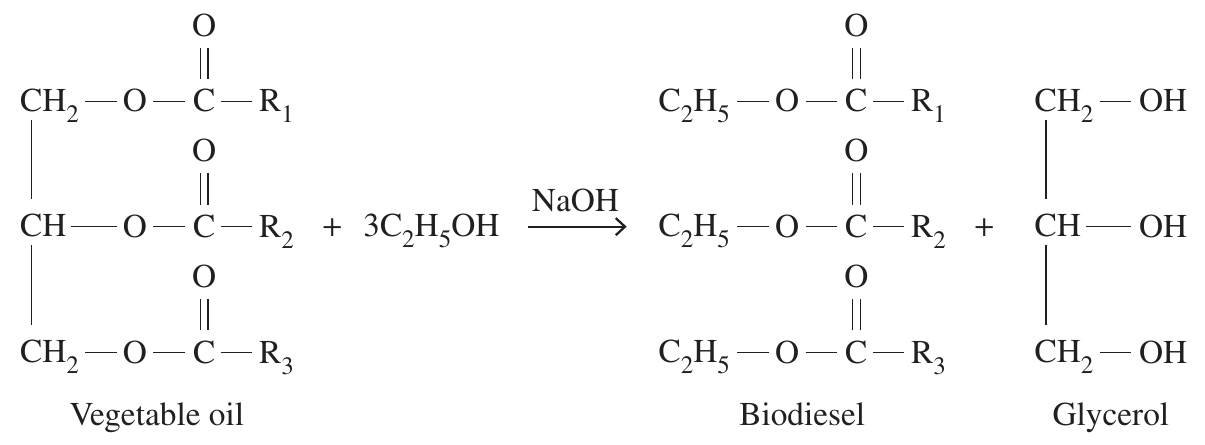 O O
CH₂—O—C—R₁ C₂H₅—O—C—R₁ CH₂—OH
O O
CH—O—C—R₂ + 3C₂H₅OH NaOH C₂H₅—O—C—R₂ + CH—OH
O O
CH₂—O—C—R₃ C₂H₅—O—C—R₃ CH₂—OH
Vegetable oil Biodiesel Glycerol